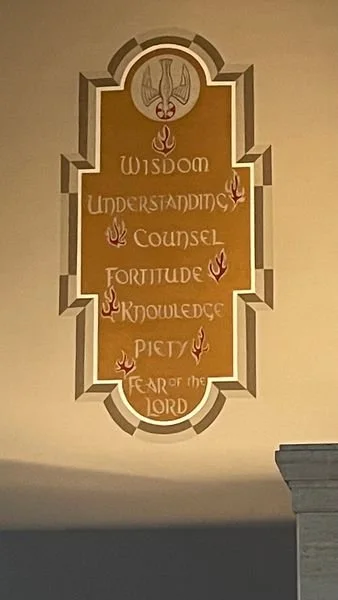 Wisdom
Understanding
Counsel
Fortitude
Knowledge
Piety
Fear of the
Lord